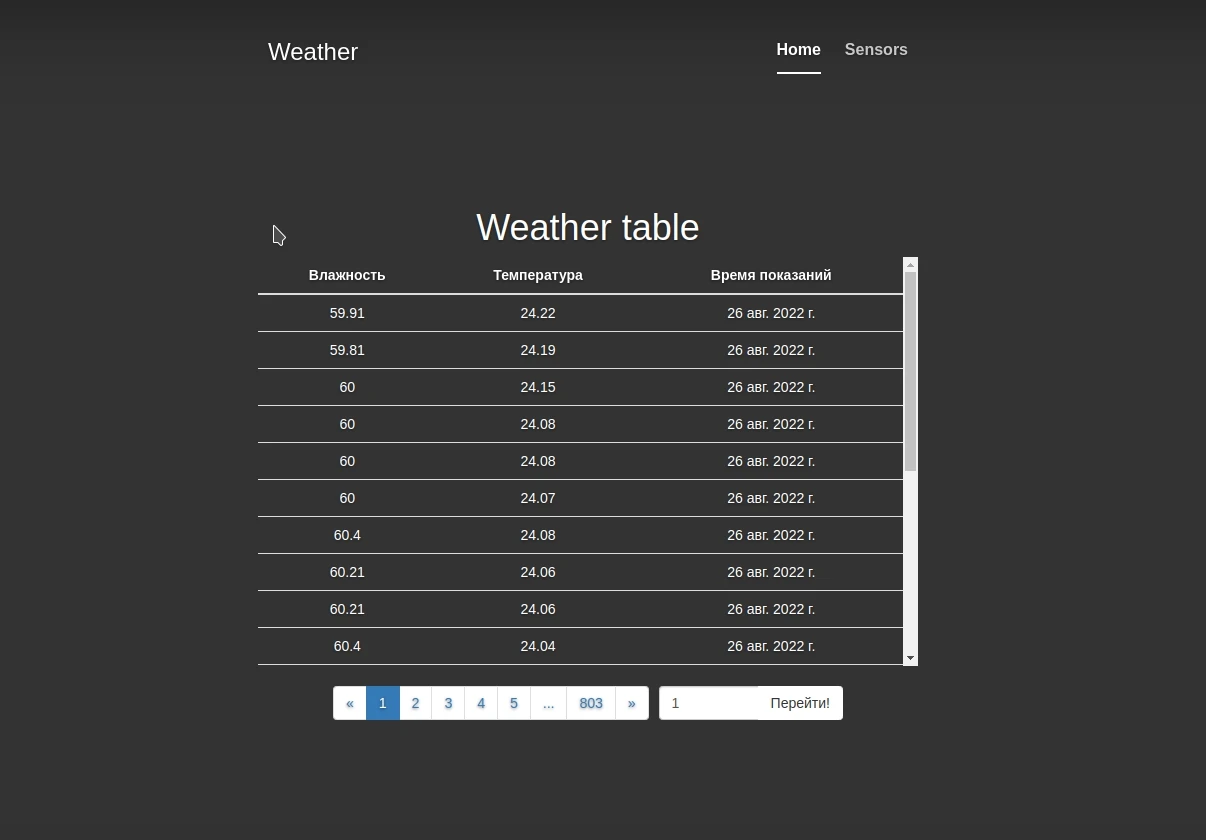 Weather Home Sensors
Weather table
Влажность Температура Время показаний
59.91 24.22 26 авг. 2022 г.
59.81 24.19 26 авг. 2022 г.
60 24.15 26 авг. 2022 г.
60 24.08 26 авг. 2022 г.
60 24.08 26 авг. 2022 г.
60 24.07 26 авг. 2022 г.
60.4 24.08 26 авг. 2022 г.
60.21 24.06 26 авг. 2022 г.
60.21 24.06 26 авг. 2022 г.
60.4 24.04 26 авг. 2022 г.
« 1 2 3 4 5 ... 803 » 1 Перейти!